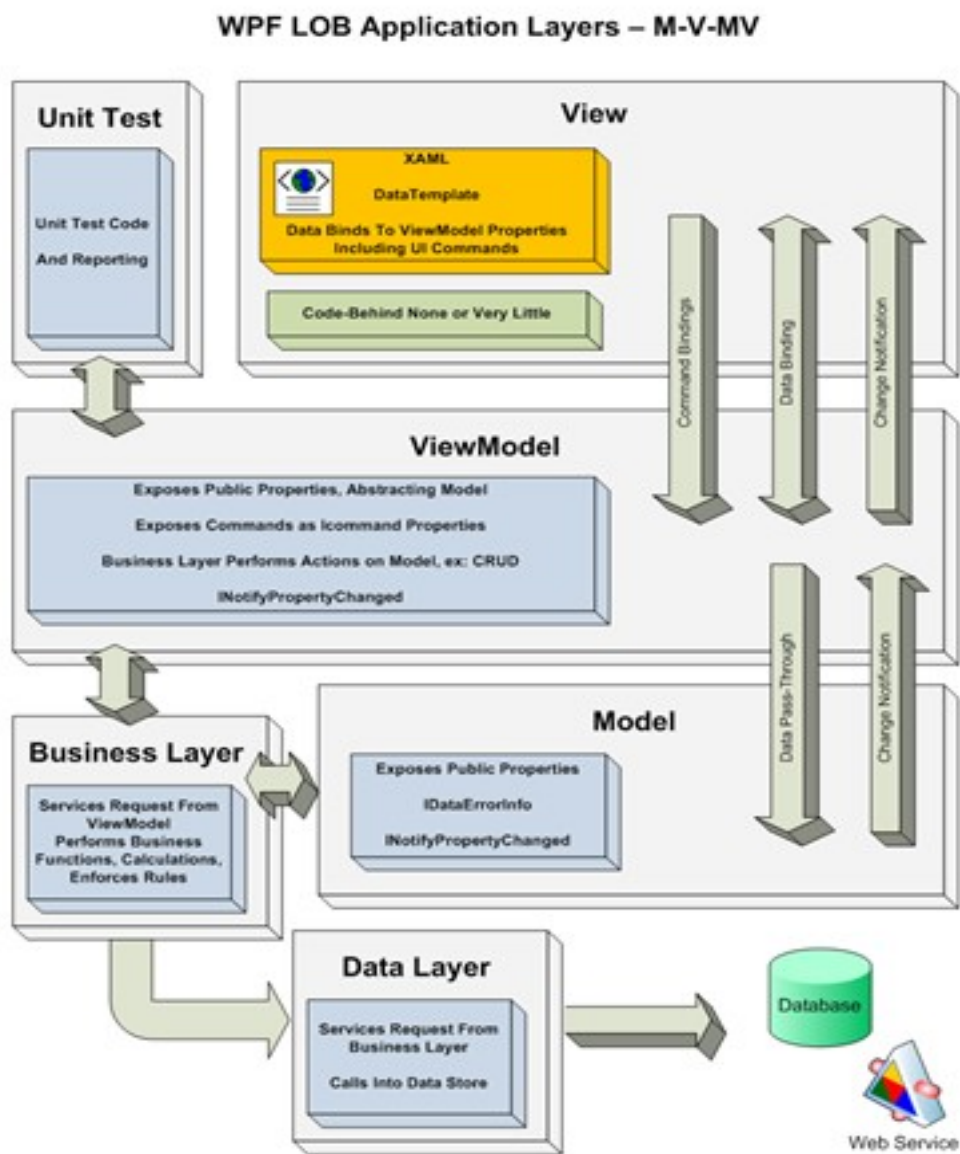 WPF LOB Application Layers – M-V-MV
Unit Test
Unit Test Code
And Reporting
View
XAML
DataTemplate
Data Binds To ViewModel Properties
Including UI Commands
Code-Behind None or Very Little
Command Bindings
Data Binding
Change Notification
ViewModel
Exposes Public Properties, Abstracting Model
Exposes Commands as Icommand Properties
Business Layer Performs Actions on Model, ex: CRUD
INotifyPropertyChanged
Data Pass-Through
Change Notification
Business Layer
Services Request From
ViewModel
Performs Business
Functions, Calculations,
Enforces Rules
Model
Exposes Public Properties
IDataErrorInfo
INotifyPropertyChanged
Data Layer
Services Request From
Business Layer
Calls Into Data Store
Database
Web Service